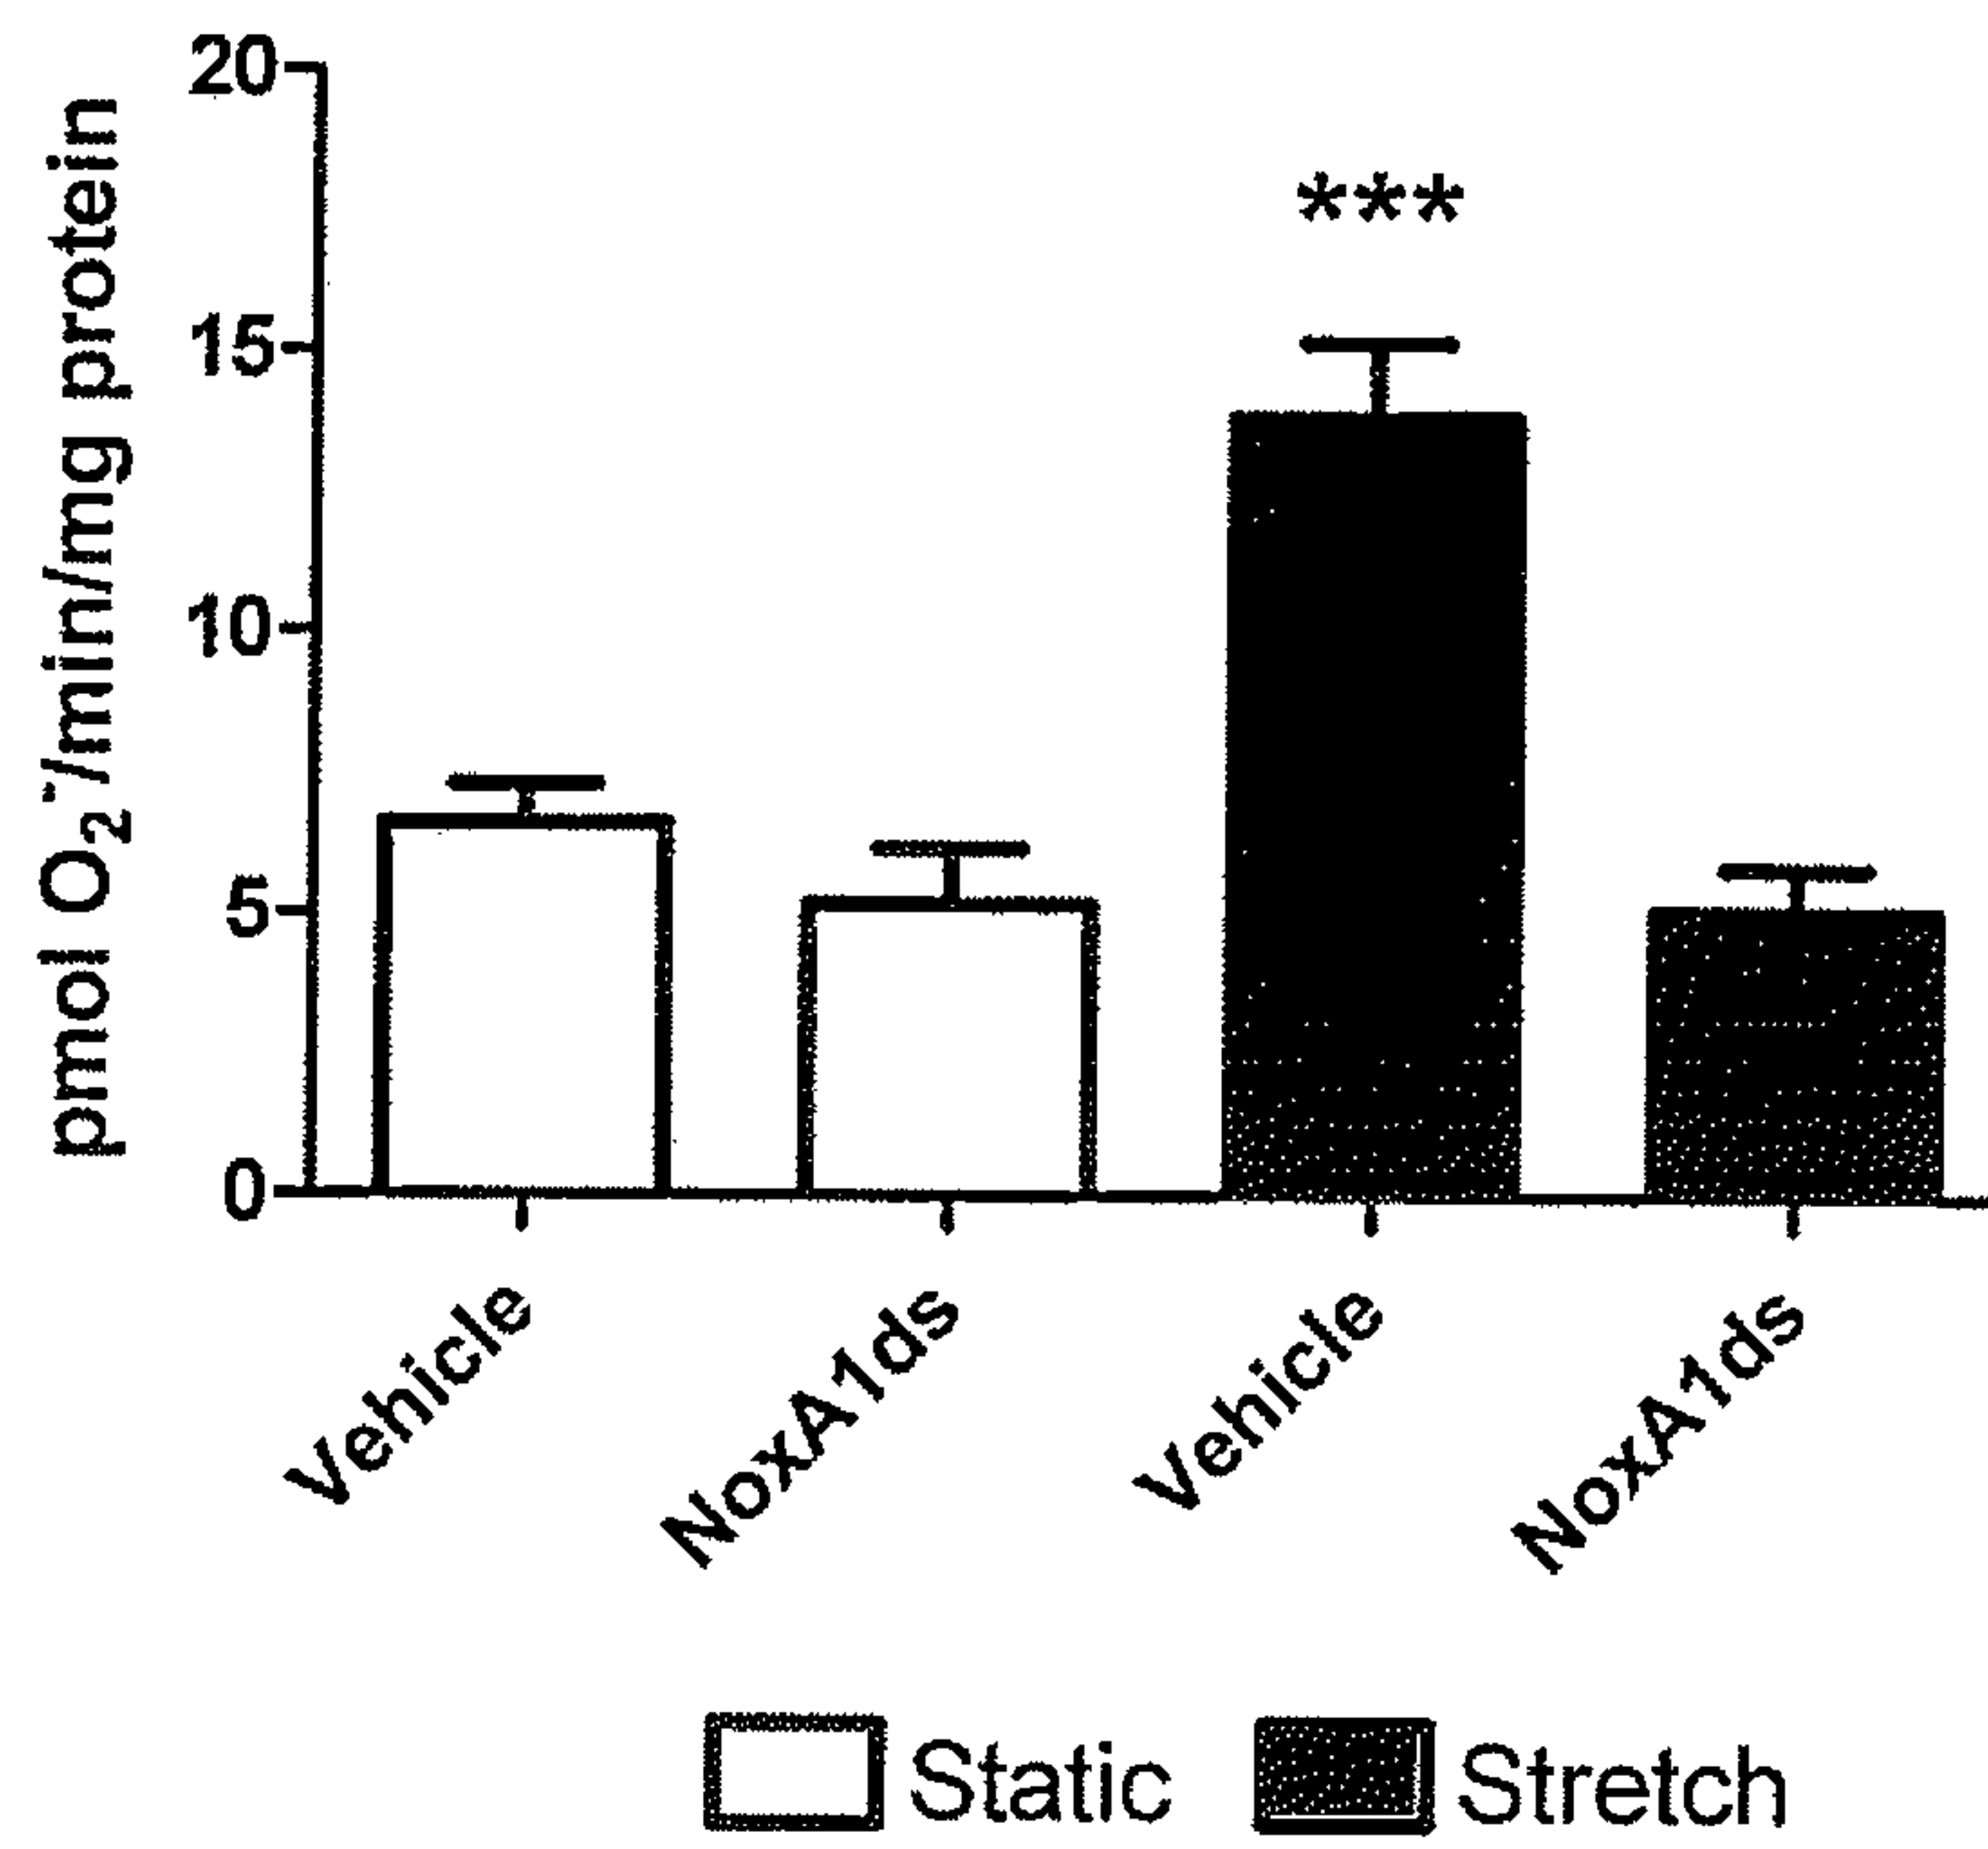 pmol O₂⁻/min/mg protein
20
15
10
5
0
***
Vehicle
NoxA1ds
Vehicle
NoxA1ds
Static
Stretch